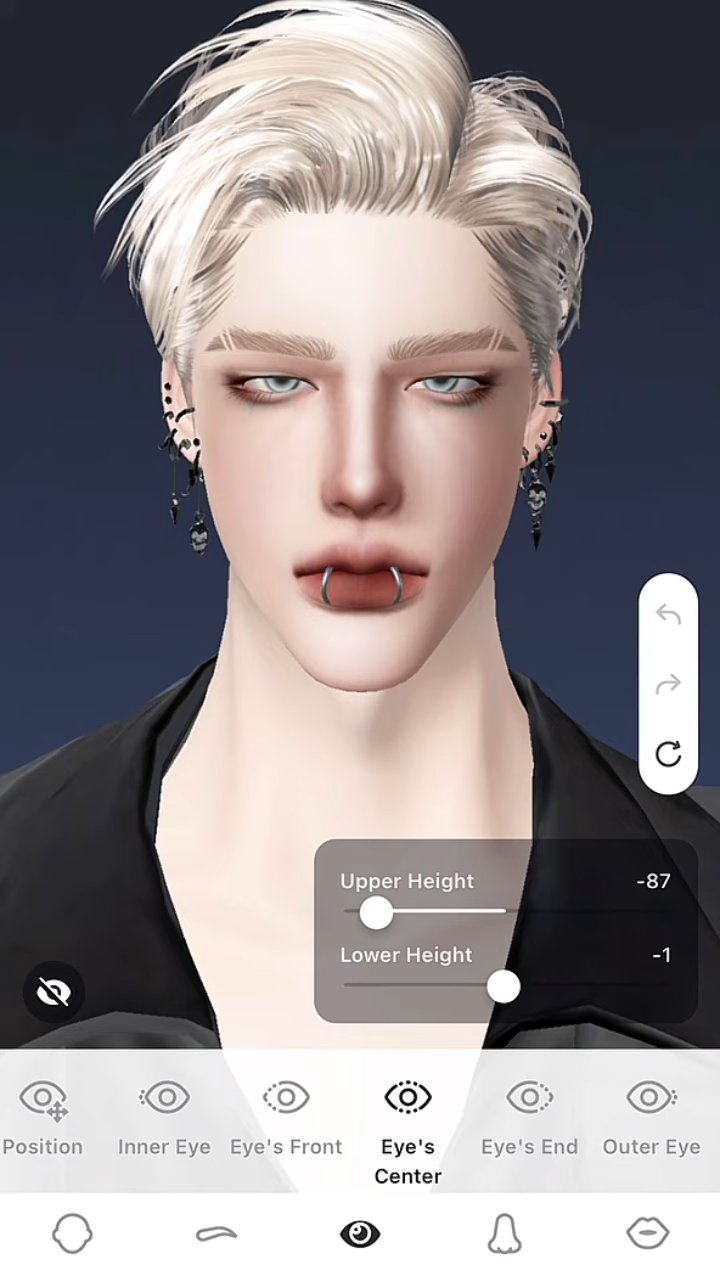 Upper Height -87
Lower Height -1
Position Inner Eye Eye's Front Eye's Eye's End Outer Eye
Center